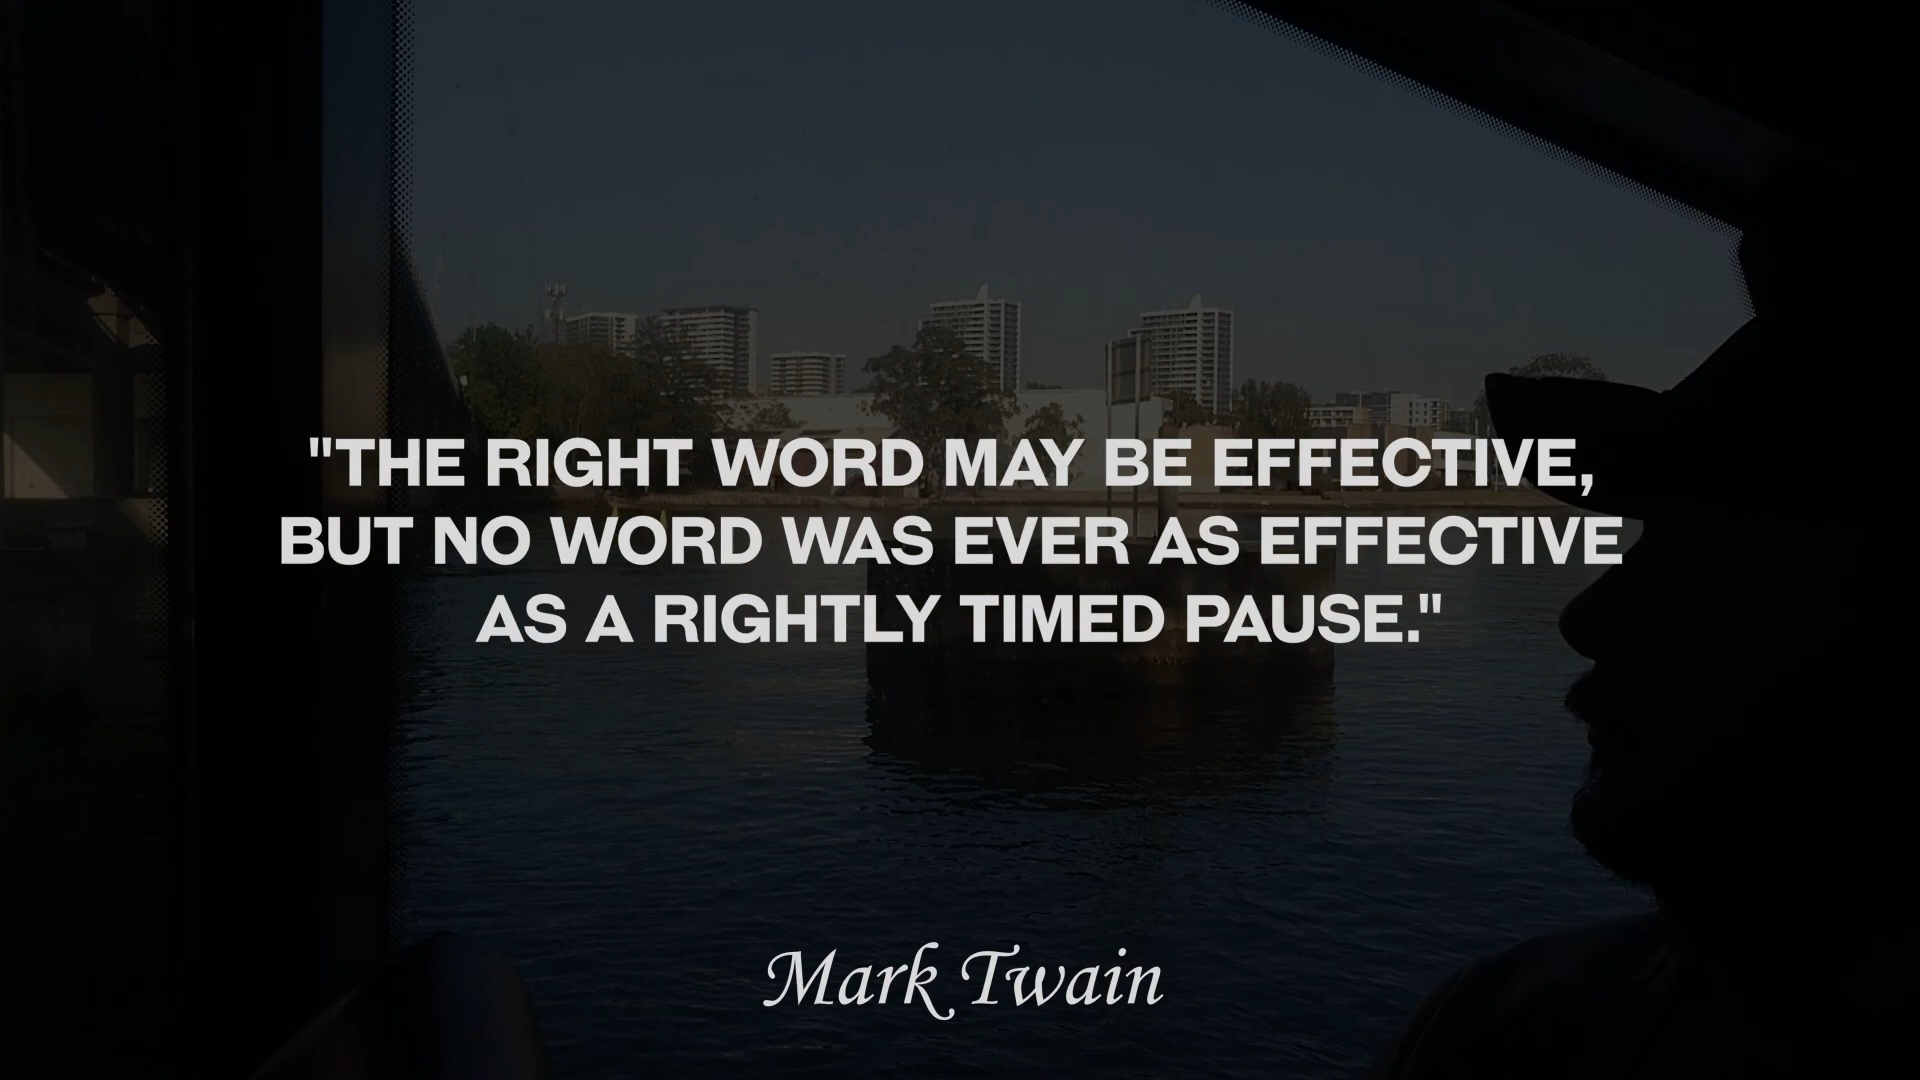 "THE RIGHT WORD MAY BE EFFECTIVE,
BUT NO WORD WAS EVER AS EFFECTIVE
AS A RIGHTLY TIMED PAUSE."
Mark Twain